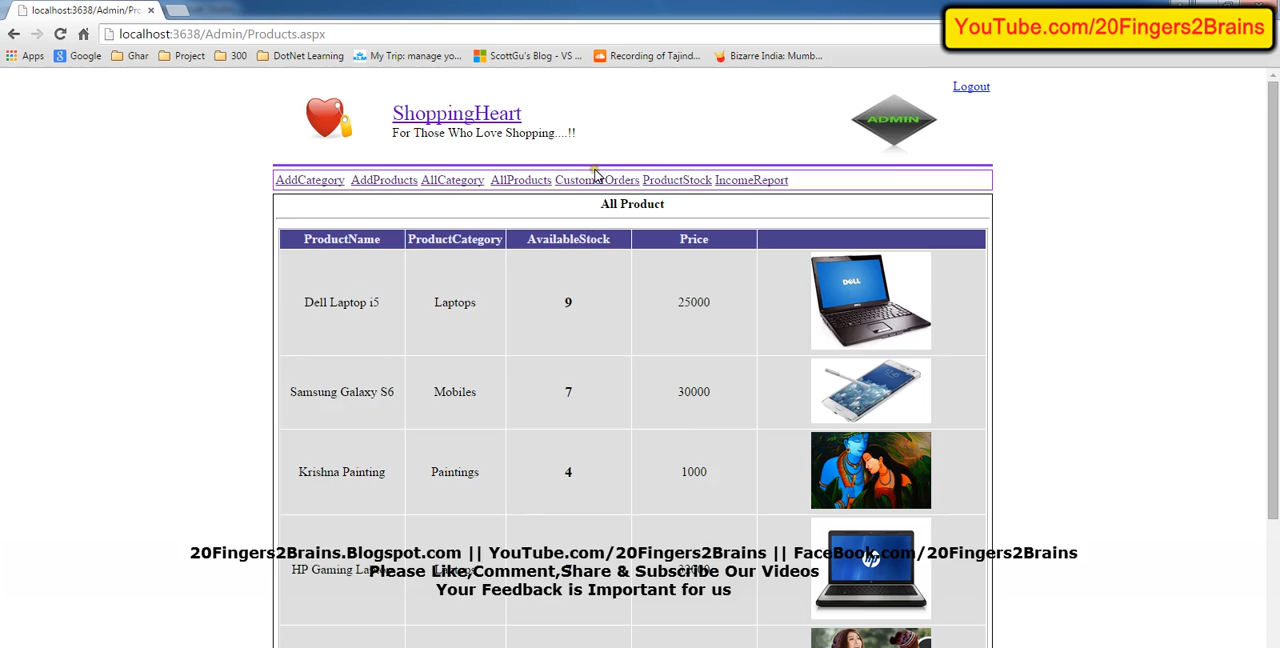 localhost:3638/Admin/Pro
YouTube.com/20Fingers2Brains
localhost:3638/Admin/Products.aspx
Apps Google Ghar Project 300 DotNet Learning My Trip: manage yo... ScottGu's Blog - VS ... Recording of Tajind... Bizarre India: Mumb...
Logout
ShoppingHeart
For Those Who Love Shopping....!!
ADMIN
AddCategory AddProducts AllCategory AllProducts CustomerOrders ProductStock IncomeReport
All Product
ProductName ProductCategory AvailableStock Price
Dell Laptop i5 Laptops 9 25000
DELL
Samsung Galaxy S6 Mobiles 7 30000
Krishna Painting Paintings 4 1000
20Fingers2Brains.Blogspot.com || YouTube.com/20Fingers2Brains || FaceBook.com/20Fingers2Brains
HP Gaming
hp
Please Like,Comment,Share & Subscribe Our Videos
Your Feedback is Important for us